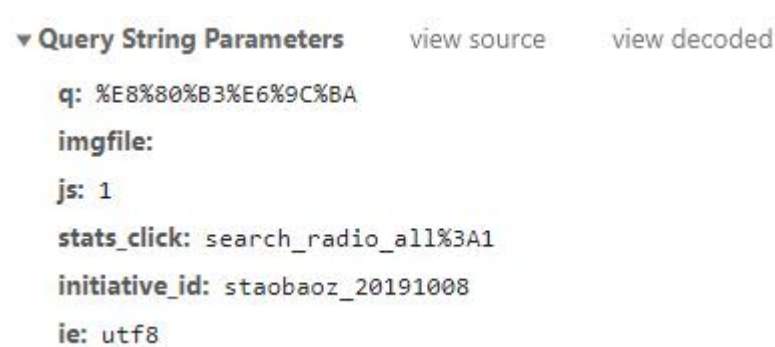 ▼ Query String Parameters view source view decoded
q: %E8%80%B3%E6%9C%BA
imgfile:
js: 1
stats_click: search_radio_all%3A1
initiative_id: staobaoz_20191008
ie: utf8